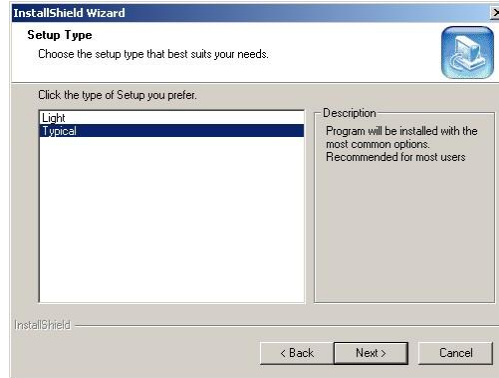 InstallShield Wizard
Setup Type
Choose the setup type that best suits your needs.
Click the type of Setup you prefer.
Light
Typical
Description
Program will be installed with the
most common options.
Recommended for most users
InstallShield
< Back
Next >
Cancel